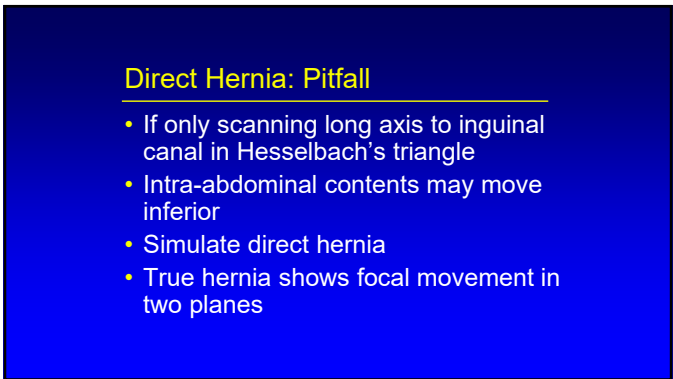 Direct Hernia: Pitfall
• If only scanning long axis to inguinal
canal in Hesselbach's triangle
• Intra-abdominal contents may move
inferior
• Simulate direct hernia
• True hernia shows focal movement in
two planes